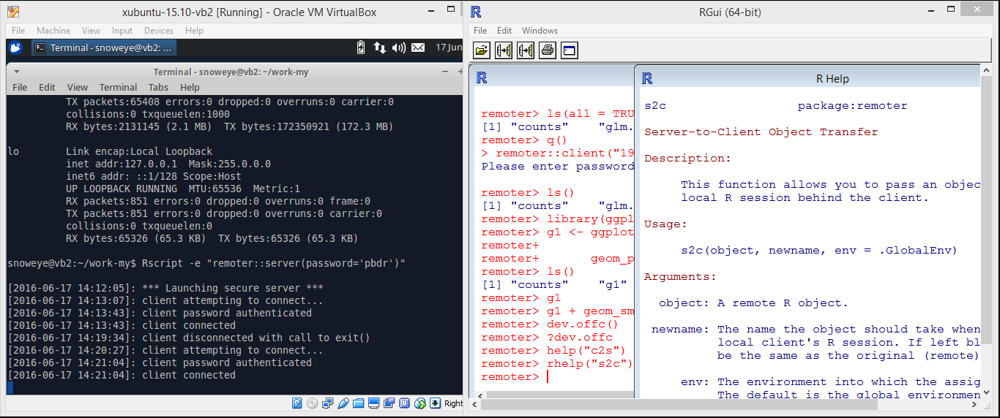 xubuntu-15.10-vb2 [Running] - Oracle VM VirtualBox
File Machine View Input Devices Help
Terminal - snoweye@vb2: ...
17 Jun
Terminal - snoweye@vb2: ~/work-my
File Edit View Terminal Tabs Help
TX packets:65408 errors:0 dropped:0 overruns:0 carrier:0
collisions:0 txqueuelen:1000
RX bytes:2131145 (2.1 MB)  TX bytes:172350921 (172.3 MB)
lo        Link encap:Local Loopback
inet addr:127.0.0.1  Mask:255.0.0.0
inet6 addr: ::1/128 Scope:Host
UP LOOPBACK RUNNING  MTU:65536  Metric:1
RX packets:851 errors:0 dropped:0 overruns:0 frame:0
TX packets:851 errors:0 dropped:0 overruns:0 carrier:0
collisions:0 txqueuelen:0
RX bytes:65326 (65.3 KB)  TX bytes:65326 (65.3 KB)
snoweye@vb2:~/work-my$ Rscript -e "remoter::server(password='pbdr')"
[2016-06-17 14:12:05]: *** Launching secure server ***
[2016-06-17 14:13:07]: client attempting to connect...
[2016-06-17 14:13:43]: client password authenticated
[2016-06-17 14:13:43]: client connected
[2016-06-17 14:19:34]: client disconnected with call to exit()
[2016-06-17 14:20:27]: client attempting to connect...
[2016-06-17 14:21:04]: client password authenticated
[2016-06-17 14:21:04]: client connected
Right
RGui (64-bit)
File Edit Windows
remoter> ls(all = TRU
[1] "counts"    "glm.
remoter> q()
> remoter::client("19
Please enter password
remoter> ls()
[1] "counts"    "glm.
remoter> library(ggpl
remoter> g1 <- ggplot
remoter+
remoter+       geom_p
remoter> ls()
[1] "counts"    "g1"
remoter> g1
remoter> g1 + geom_sm
remoter> dev.offc()
remoter> ?dev.offc
remoter> help("c2s")
remoter> rhelp("s2c")
remoter>
R Help
s2c                  package:remoter
Server-to-Client Object Transfer
Description:
This function allows you to pass an objec
local R session behind the client.
Usage:
s2c(object, newname, env = .GlobalEnv)
Arguments:
object: A remote R object.
newname: The name the object should take when
local client's R session. If left bl
be the same as the original (remote)
env: The environment into which the assig
The default is the global environmen